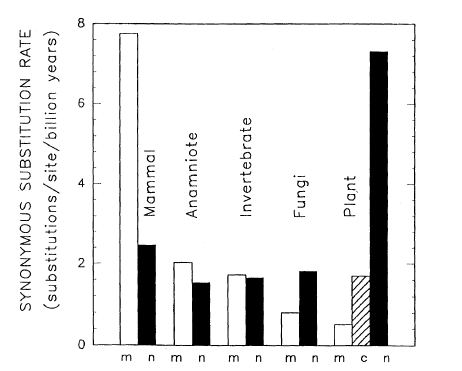 SYNONYMOUS SUBSTITUTION RATE
(substitutions/site/billion years)
8
6
4
2
0
Mammal
Anamniote
Invertebrate
Fungi
Plant
m n m n m n m n m c n